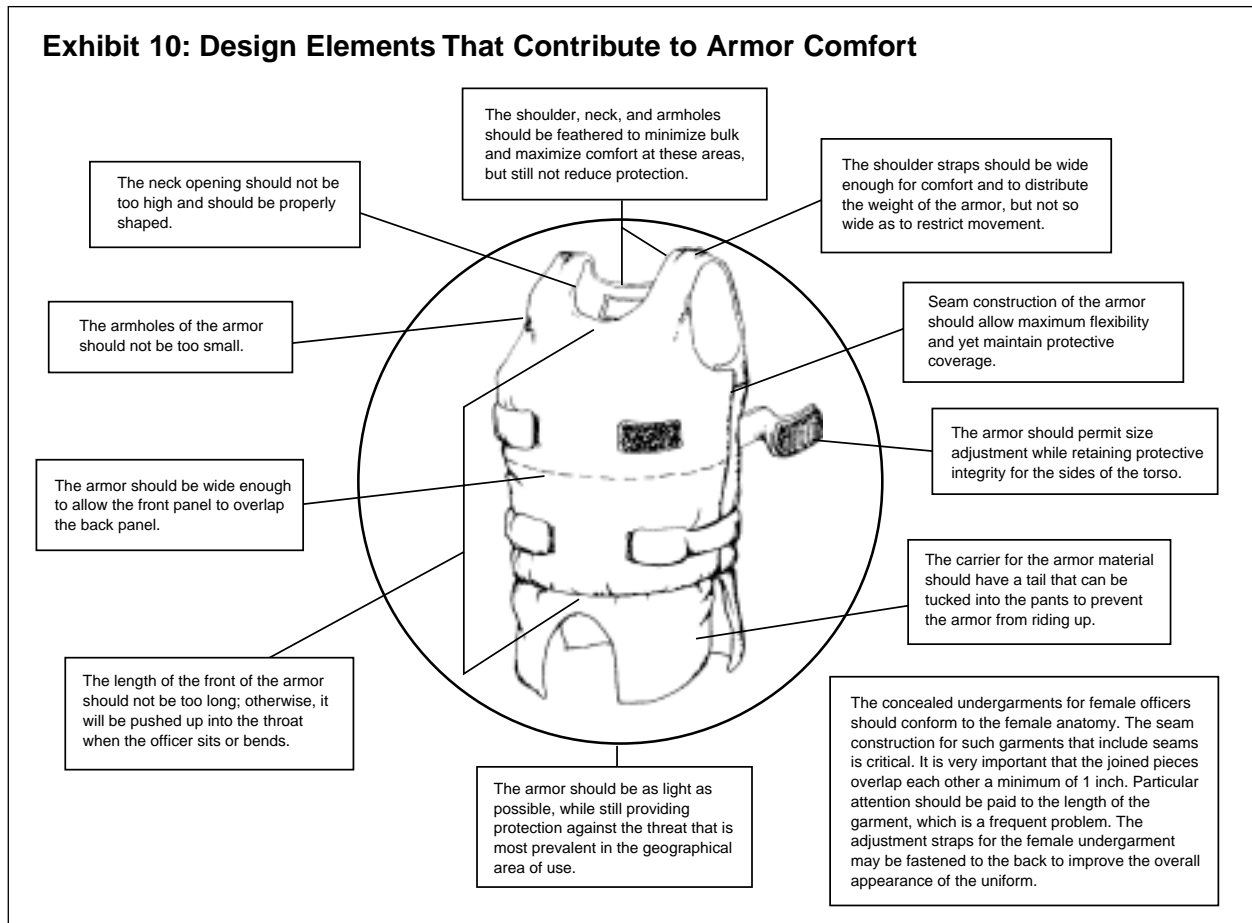 Exhibit 10: Design Elements That Contribute to Armor Comfort
The shoulder, neck, and armholes
should be feathered to minimize bulk
and maximize comfort at these areas,
but still not reduce protection.
The neck opening should not be
too high and should be properly
shaped.
The shoulder straps should be wide
enough for comfort and to distribute
the weight of the armor, but not so
wide as to restrict movement.
The armholes of the armor
should not be too small.
Seam construction of the armor
should allow maximum flexibility
and yet maintain protective
coverage.
The armor should permit size
adjustment while retaining protective
integrity for the sides of the torso.
The armor should be wide enough
to allow the front panel to overlap
the back panel.
The carrier for the armor material
should have a tail that can be
tucked into the pants to prevent
the armor from riding up.
The length of the front of the armor
should not be too long; otherwise, it
will be pushed up into the throat
when the officer sits or bends.
The armor should be as light as
possible, while still providing
protection against the threat that is
most prevalent in the geographical
area of use.
The concealed undergarments for female officers
should conform to the female anatomy. The seam
construction for such garments that include seams
is critical. It is very important that the joined pieces
overlap each other a minimum of 1 inch. Particular
attention should be paid to the length of the
garment, which is a frequent problem. The
adjustment straps for the female undergarment
may be fastened to the back to improve the overall
appearance of the uniform.